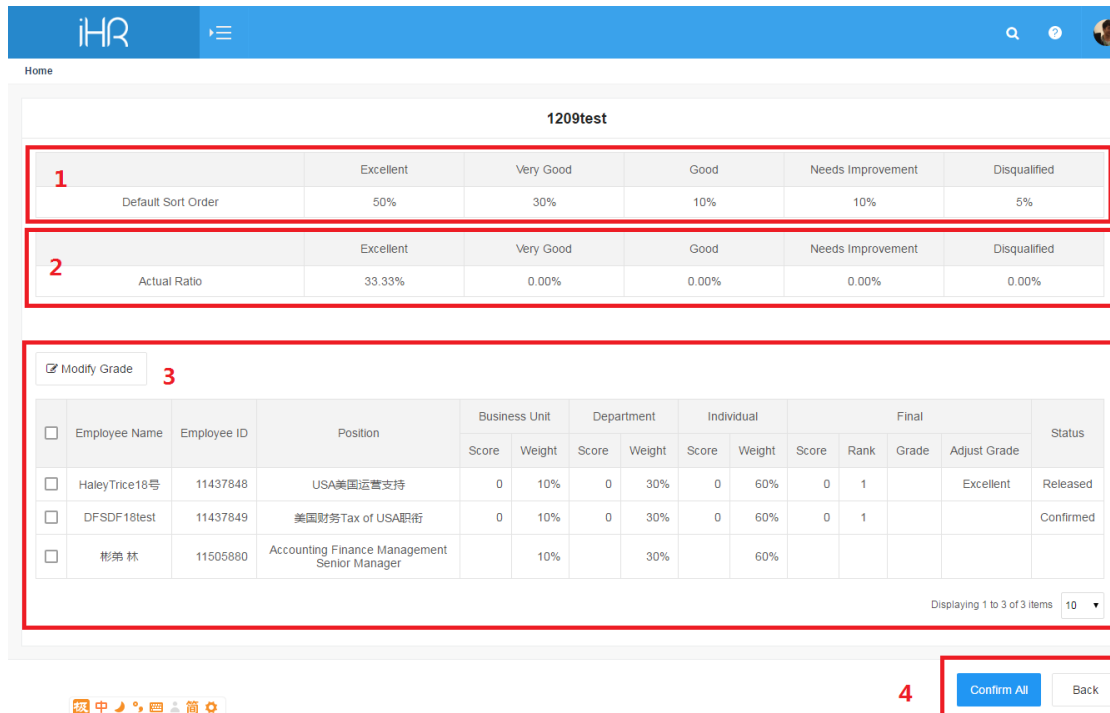 iHR
Home
1209test
1
Excellent Very Good Good Needs Improvement Disqualified
Default Sort Order 50% 30% 10% 10% 5%
2
Excellent Very Good Good Needs Improvement Disqualified
Actual Ratio 33.33% 0.00% 0.00% 0.00% 0.00%
Modify Grade
3
Employee Name Employee ID Position Business Unit Department Individual Final Status
Score Weight Score Weight Score Weight Score Rank Grade Adjust Grade
HaleyTrice18号 11437848 USA美国运营支持 0 10% 0 30% 0 60% 0 1 Excellent Released
DFSDF18test 11437849 美国财务Tax of USA职衔 0 10% 0 30% 0 60% 0 1 Confirmed
彬弟 林 11505880 Accounting Finance Management
Senior Manager 10% 30% 60%
Displaying 1 to 3 of 3 items 10
4
Confirm All Back
极 中 简